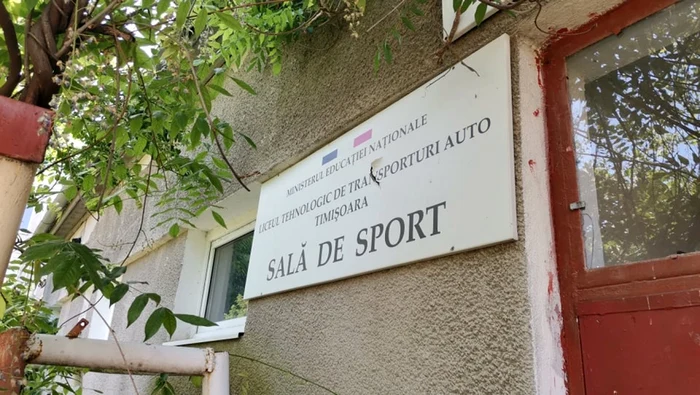 MINISTERUL EDUCAȚIEI NAȚIONALE
LICEUL TEHNOLOGIC DE TRANSPORTURI AUTO
TIMIȘOARA
SALĂ DE SPORT